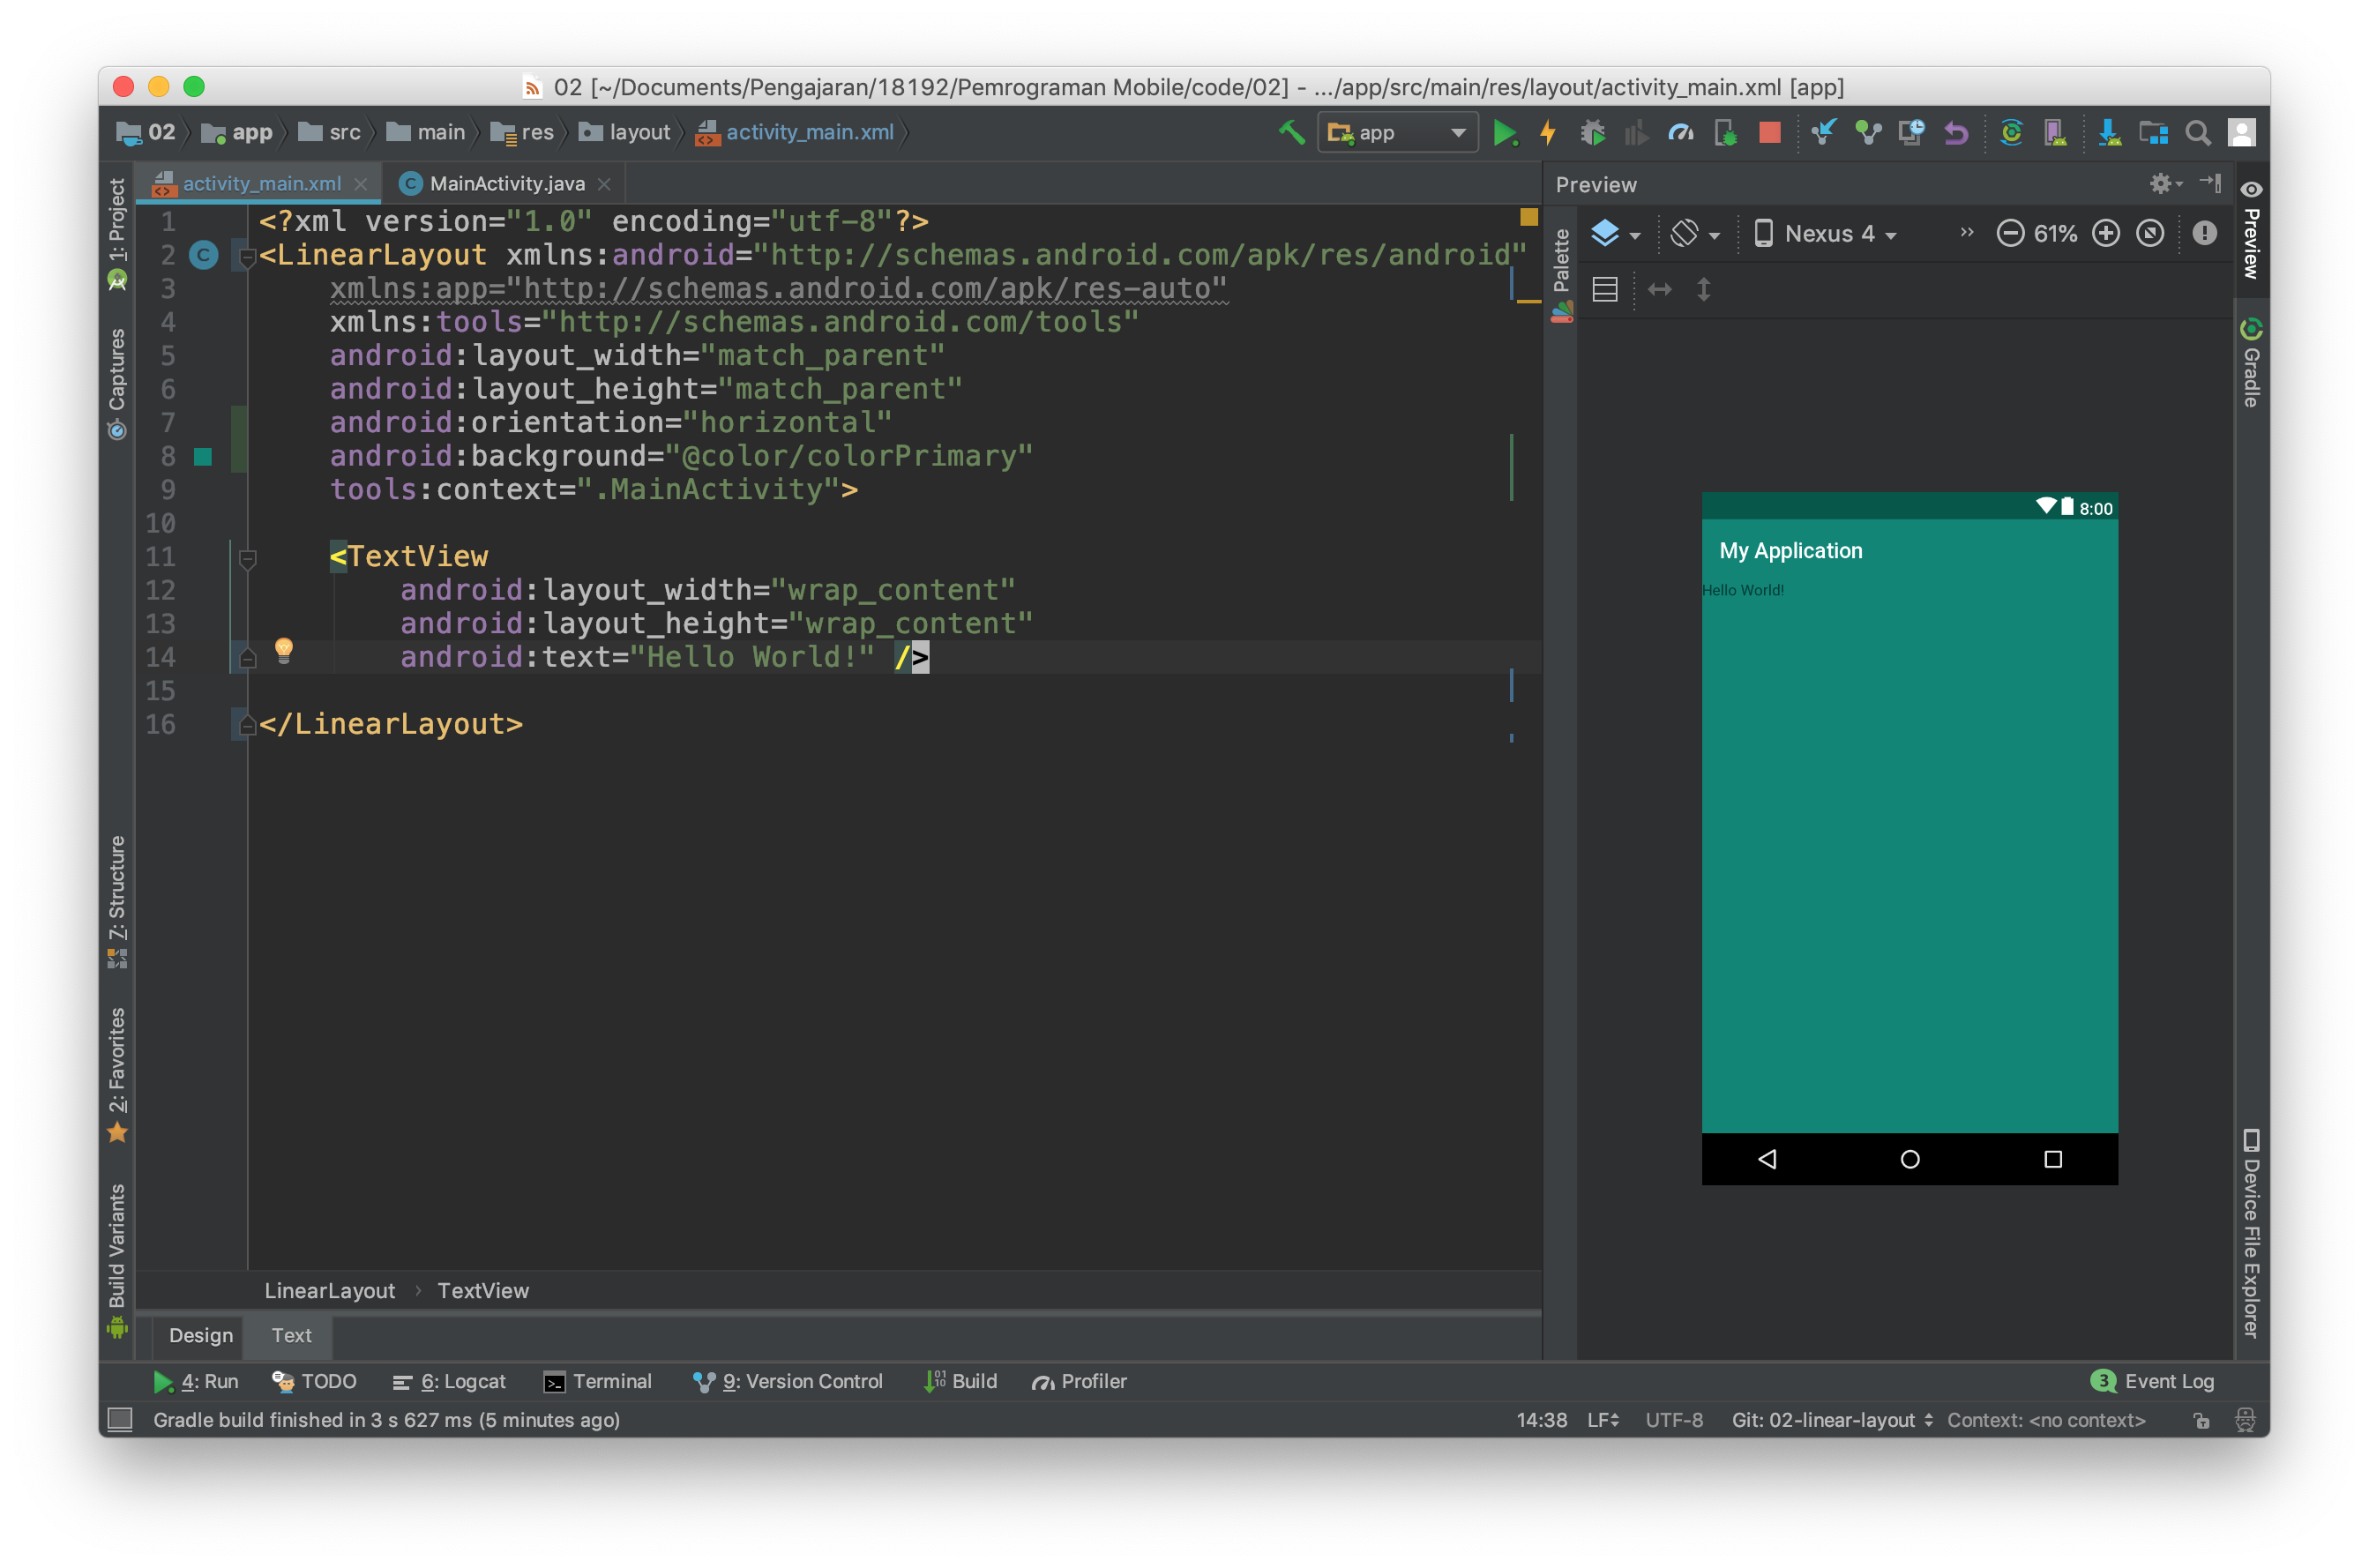 02 [~/Documents/Pengajaran/18192/Pemrograman Mobile/code/02] - .../app/src/main/res/layout/activity_main.xml [app]
02 app src main res layout activity_main.xml app
activity_main.xml MainActivity.java
1 <?xml version="1.0" encoding="utf-8"?>
2 <LinearLayout xmlns:android="http://schemas.android.com/apk/res/android"
3 xmlns:app="http://schemas.android.com/apk/res-auto"
4 xmlns:tools="http://schemas.android.com/tools"
5 android:layout_width="match_parent"
6 android:layout_height="match_parent"
7 android:orientation="horizontal"
8 android:background="@color/colorPrimary"
9 tools:context=".MainActivity">
10
11 <TextView
12 android:layout_width="wrap_content"
13 android:layout_height="wrap_content"
14 android:text="Hello World!" />
15
16 </LinearLayout>
LinearLayout › TextView
Design Text
1: Project
Captures
7: Structure
2: Favorites
Build Variants
Preview
Palette
Nexus 4 » 61%
8:00
My Application
Hello World!
Preview
Gradle
Device File Explorer
4: Run TODO 6: Logcat Terminal 9: Version Control Build Profiler 3 Event Log
Gradle build finished in 3 s 627 ms (5 minutes ago) 14:38 LF UTF-8 Git: 02-linear-layout Context: <no context>